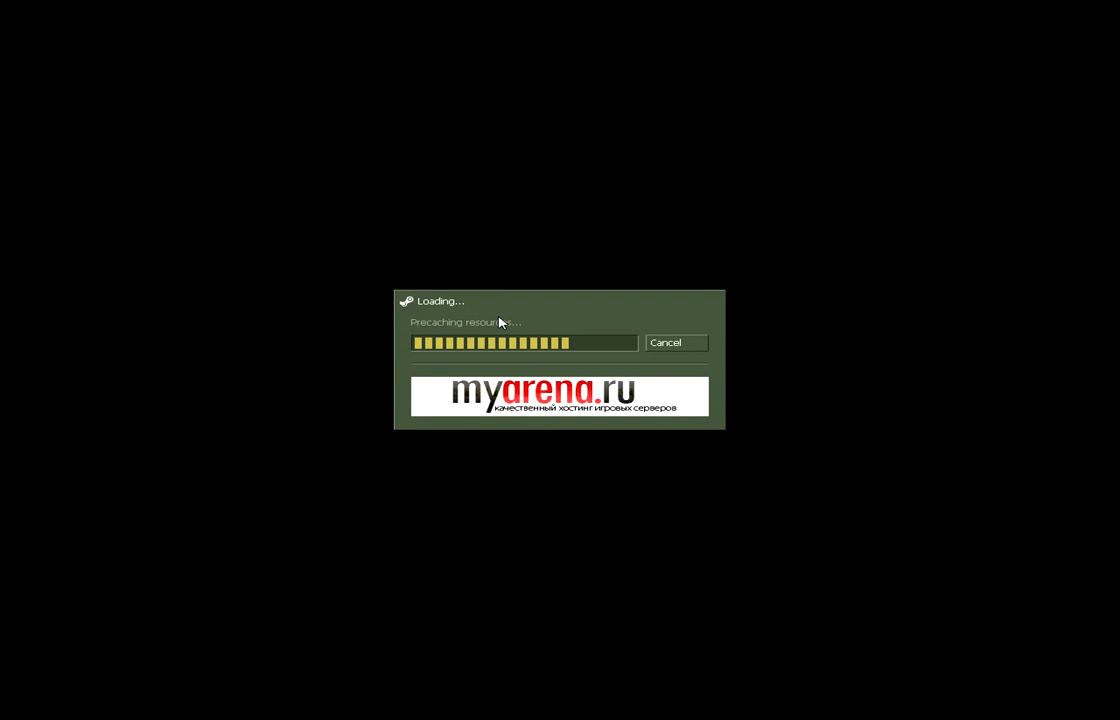 Loading...
Precaching resources...
Cancel
myarena.ru
качественный хостинг игровых серверов